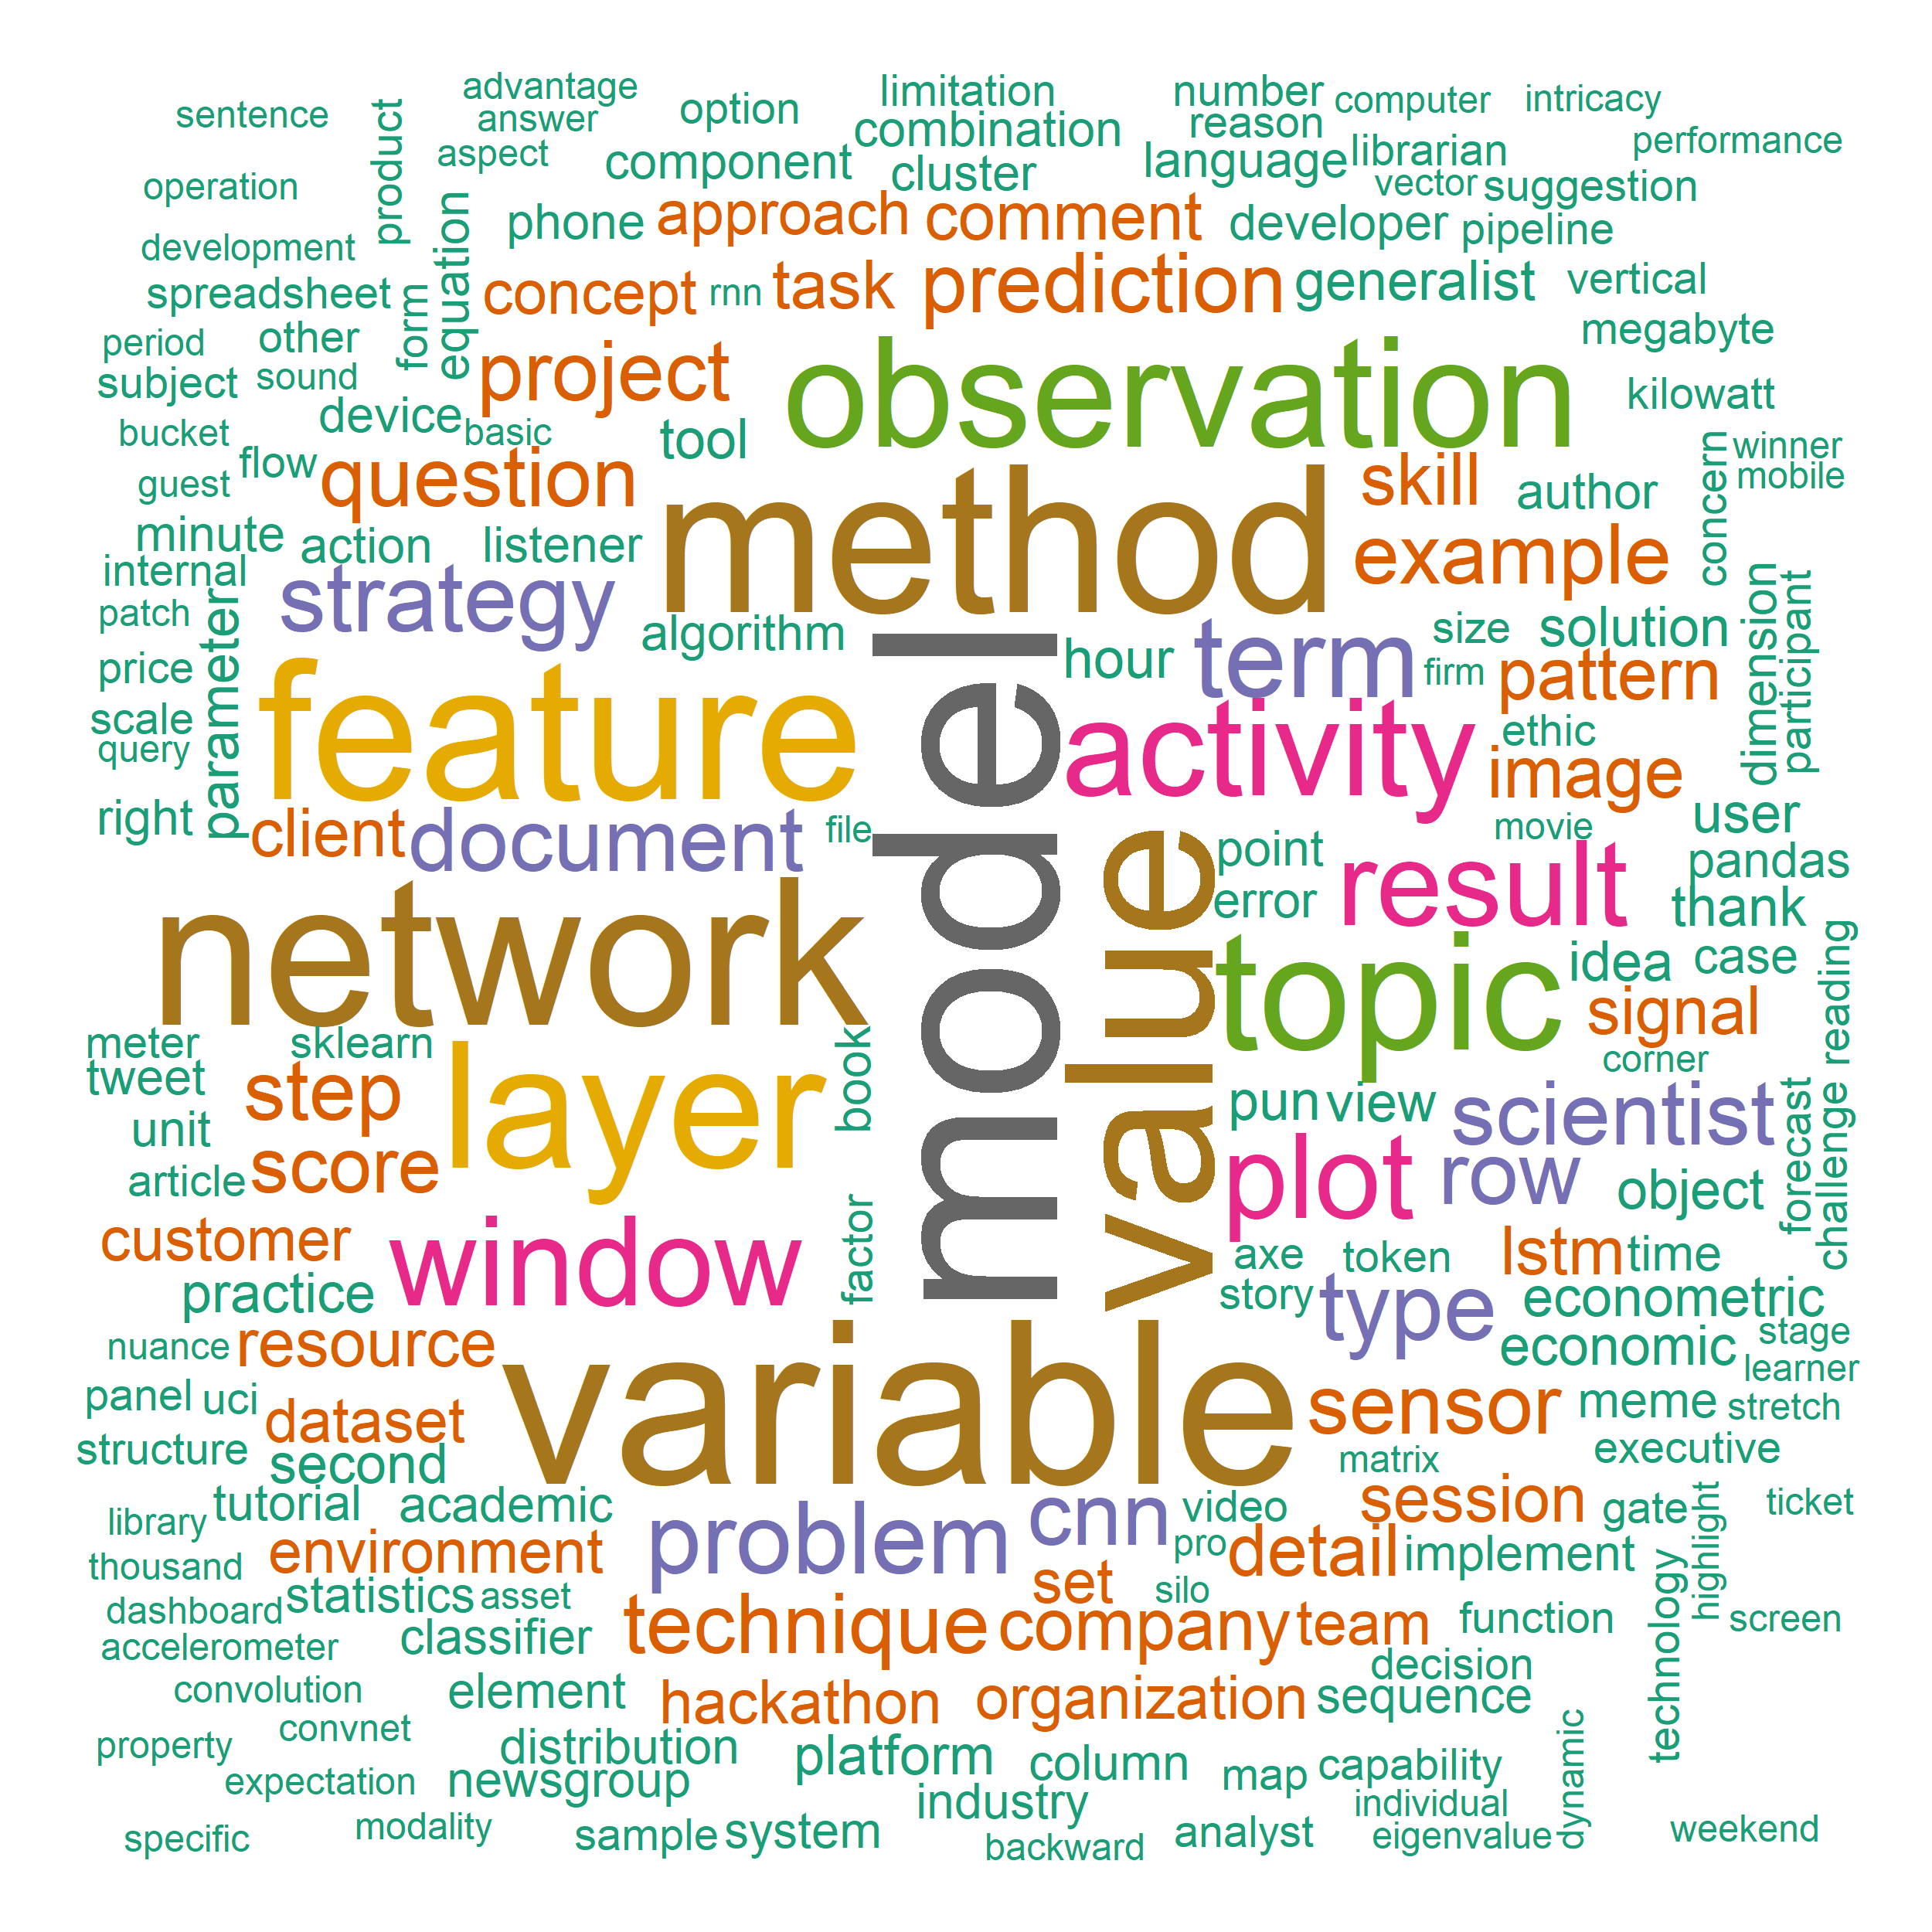 advantage
limitation
number
computer
intricacy
sentence
product
answer
option
combination
reason
performance
aspect
component
cluster
language
librarian
operation
vector
suggestion
equation
phone
approach
comment
developer
pipeline
development
spreadsheet
form
concept
rnn
task
prediction
generalist
vertical
period
other
megabyte
subject
sound
project
observation
kilowatt
device
basic
tool
bucket
flow
question
method
skill
author
concern
winner
mobile
guest
minute
action
listener
example
internal
strategy
patch
parameter
algorithm
model
hour
term
size
solution
dimension
participant
firm
pattern
price
feature
activity
ethic
scale
query
image
right
client
document
file
value
point
movie
user
pandas
error
result
thank
network
topic
idea
case
reading
signal
meter
sklearn
corner
tweet
step
layer
book
pun
view
scientist
forecast
challenge
unit
article
score
plot
row
object
customer
window
factor
axe
token
lstm
time
practice
story
type
econometric
nuance
resource
variable
economic
stage
learner
panel
uci
dataset
sensor
meme
stretch
structure
second
matrix
executive
library
tutorial
academic
problem
cnn
video
session
gate
highlight
ticket
thousand
environment
pro
detail
implement
technology
dashboard
statistics
asset
set
silo
accelerometer
classifier
technique
company
team
function
screen
convolution
element
hackathon
organization
decision
sequence
property
convnet
distribution
platform
column
map
capability
dynamic
expectation
newsgroup
industry
individual
specific
modality
sample
system
backward
analyst
eigenvalue
weekend